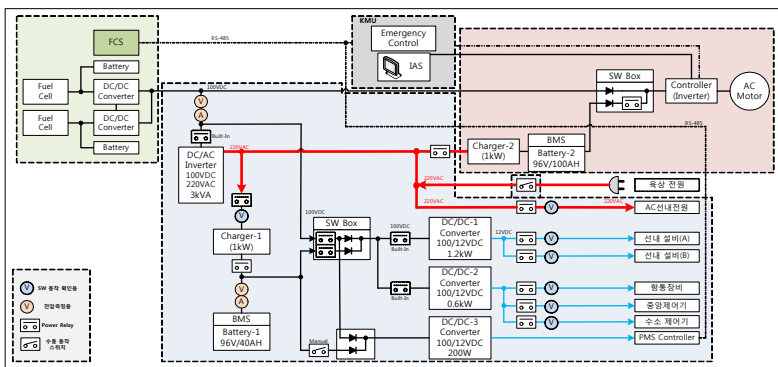 KMU
FCS
RS-485
Emergency
Control
IAS
Battery
Fuel
Cell
DC/DC
Converter
100VDC
Fuel
Cell
DC/DC
Converter
Battery
SW Box
Controller
(Inverter)
AC
Motor
V
A
Built-In
DC/AC
Inverter
100VDC
220VAC
3kVA
220VAC
Charger-2
(1kW)
BMS
Battery-2
96V/100AH
RS-485
220VAC
육상 전원
220VAC
V
220VAC
AC선내전원
V
Charger-1
(1kW)
100VDC
SW Box
100VDC
Built-In
DC/DC-1
Converter
100/12VDC
1.2kW
12VDC
V
선내 설비(A)
V
선내 설비(B)
V
A
BMS
Battery-1
96V/40AH
Built-In
DC/DC-2
Converter
100/12VDC
0.6kW
V
항통장비
V
중앙제어기
V
수소 제어기
Manual
DC/DC-3
Converter
100/12VDC
200W
PMS Controller
V
SW 동작 확인용
V
전압측정용
Power Relay
수동 동작
스위치